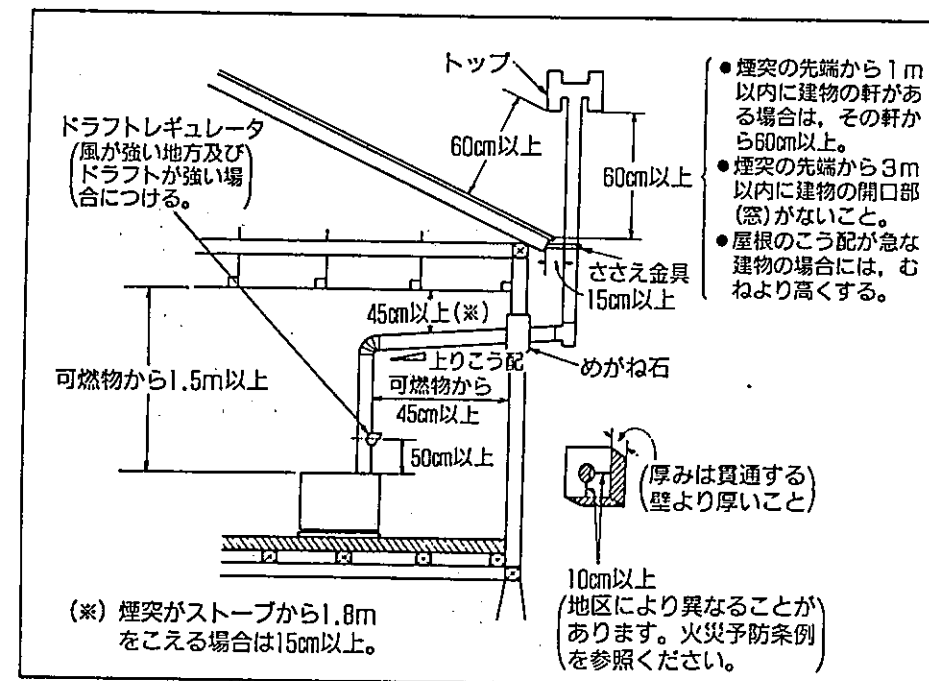 トップ
● 煙突の先端から1m
以内に建物の軒があ
る場合は，その軒か
ら60cm以上。
● 煙突の先端から3m
以内に建物の開口部
(窓)がないこと。
● 屋根のこう配が急な
建物の場合には，む
ねより高くする。
ドラフトレギュレータ
(風が強い地方及び
ドラフトが強い場
合につける。)
60cm以上
60cm以上
ささえ金具
15cm以上
45cm以上(※)
上りこう配
めがね石
可燃物から1.5m以上
可燃物から
45cm以上
50cm以上
(厚みは貫通する
壁より厚いこと)
10cm以上
(地区により異なることが
あります。火災予防条例
を参照ください。)
(※) 煙突がストーブから1.8m
をこえる場合は15cm以上。